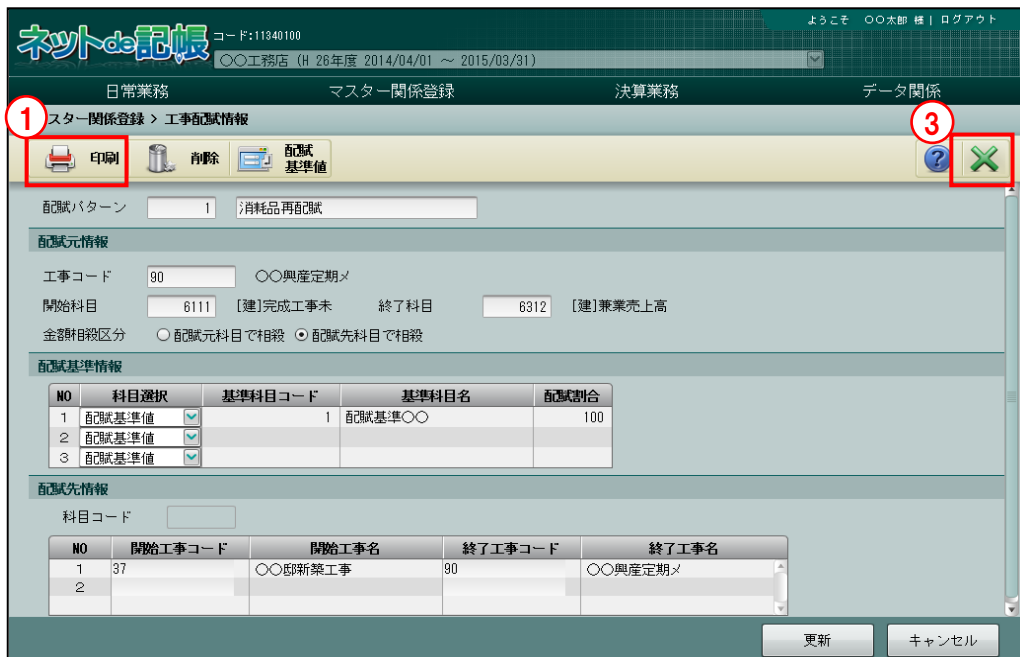 ようこそ 〇〇太郎 様 | ログアウト
ネットde記帳 コード:11340100
〇〇工務店 (H 26年度 2014/04/01 ～ 2015/03/31)
日常業務 マスター関係登録 決算業務 データ関係
① スター関係登録 > 工事配賦情報 ③
印刷 削除 配賦基準値 ?
配賦パターン 1 消耗品再配賦
配賦元情報
工事コード 90 〇〇興産定期メ
開始科目 6111 [建]完成工事未 終了科目 6312 [建]兼業売上高
金額相殺区分 配賦元科目で相殺 配賦先科目で相殺
配賦基準情報
NO 科目選択 基準科目コード 基準科目名 配賦割合
1 配賦基準値 1 配賦基準〇〇 100
2 配賦基準値
3 配賦基準値
配賦先情報
科目コード
NO 開始工事コード 開始工事名 終了工事コード 終了工事名
1 37 〇〇邸新築工事 90 〇〇興産定期メ
2
更新 キャンセル